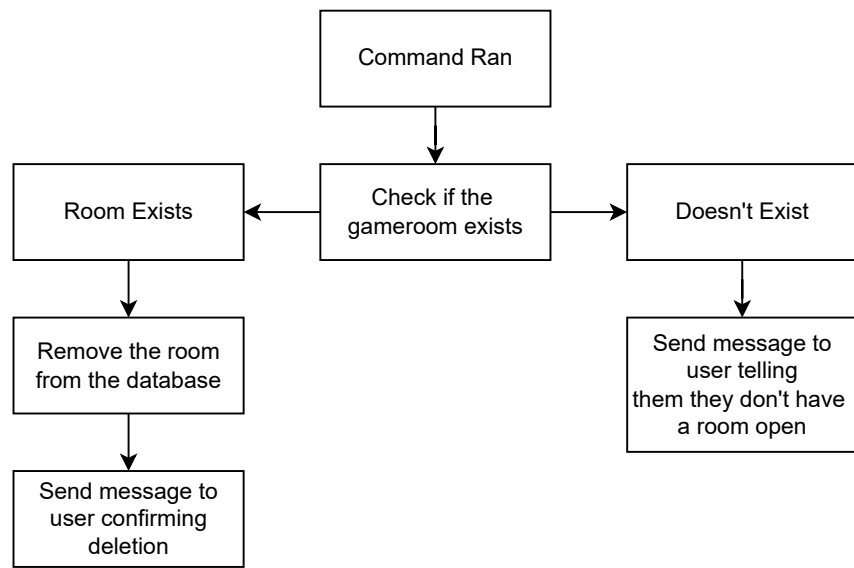 Command Ran
Room Exists
Check if the
gameroom exists
Doesn't Exist
Remove the room
from the database
Send message to
user telling
them they don't have
a room open
Send message to
user confirming
deletion